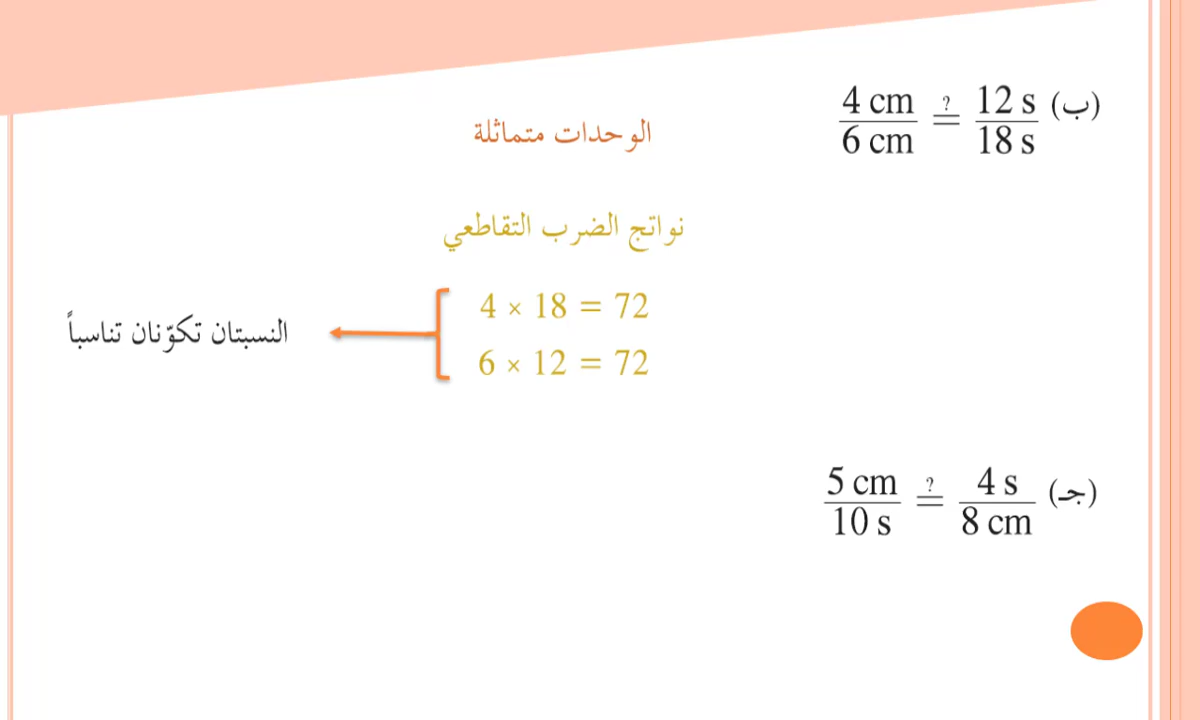 (ب) 4 cm / 6 cm =? 12 s / 18 s
الوحدات متماثلة
نواتج الضرب التقاطعي
4 × 18 = 72
6 × 12 = 72
النسبتان تكوّنان تناسباً
(جـ) 5 cm / 10 s =? 4 s / 8 cm